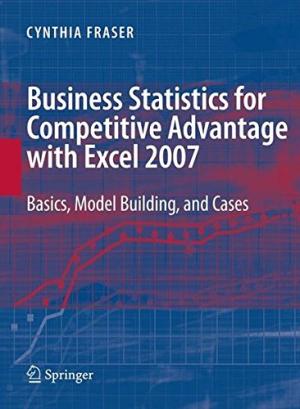 CYNTHIA FRASER
Business Statistics for
Competitive Advantage
with Excel 2007
Basics, Model Building, and Cases
Springer